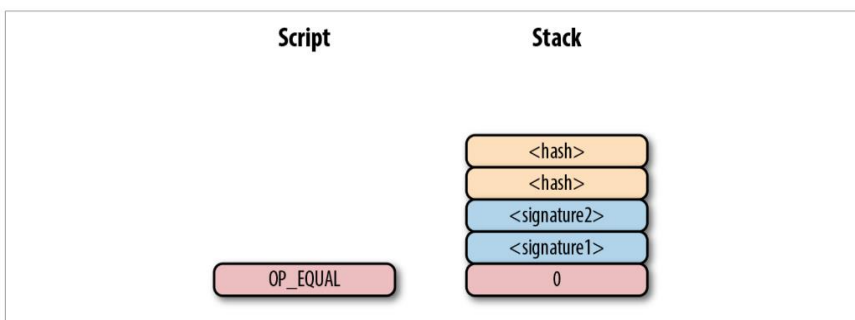 Script Stack
<hash>
<hash>
<signature2>
<signature1>
OP_EQUAL 0